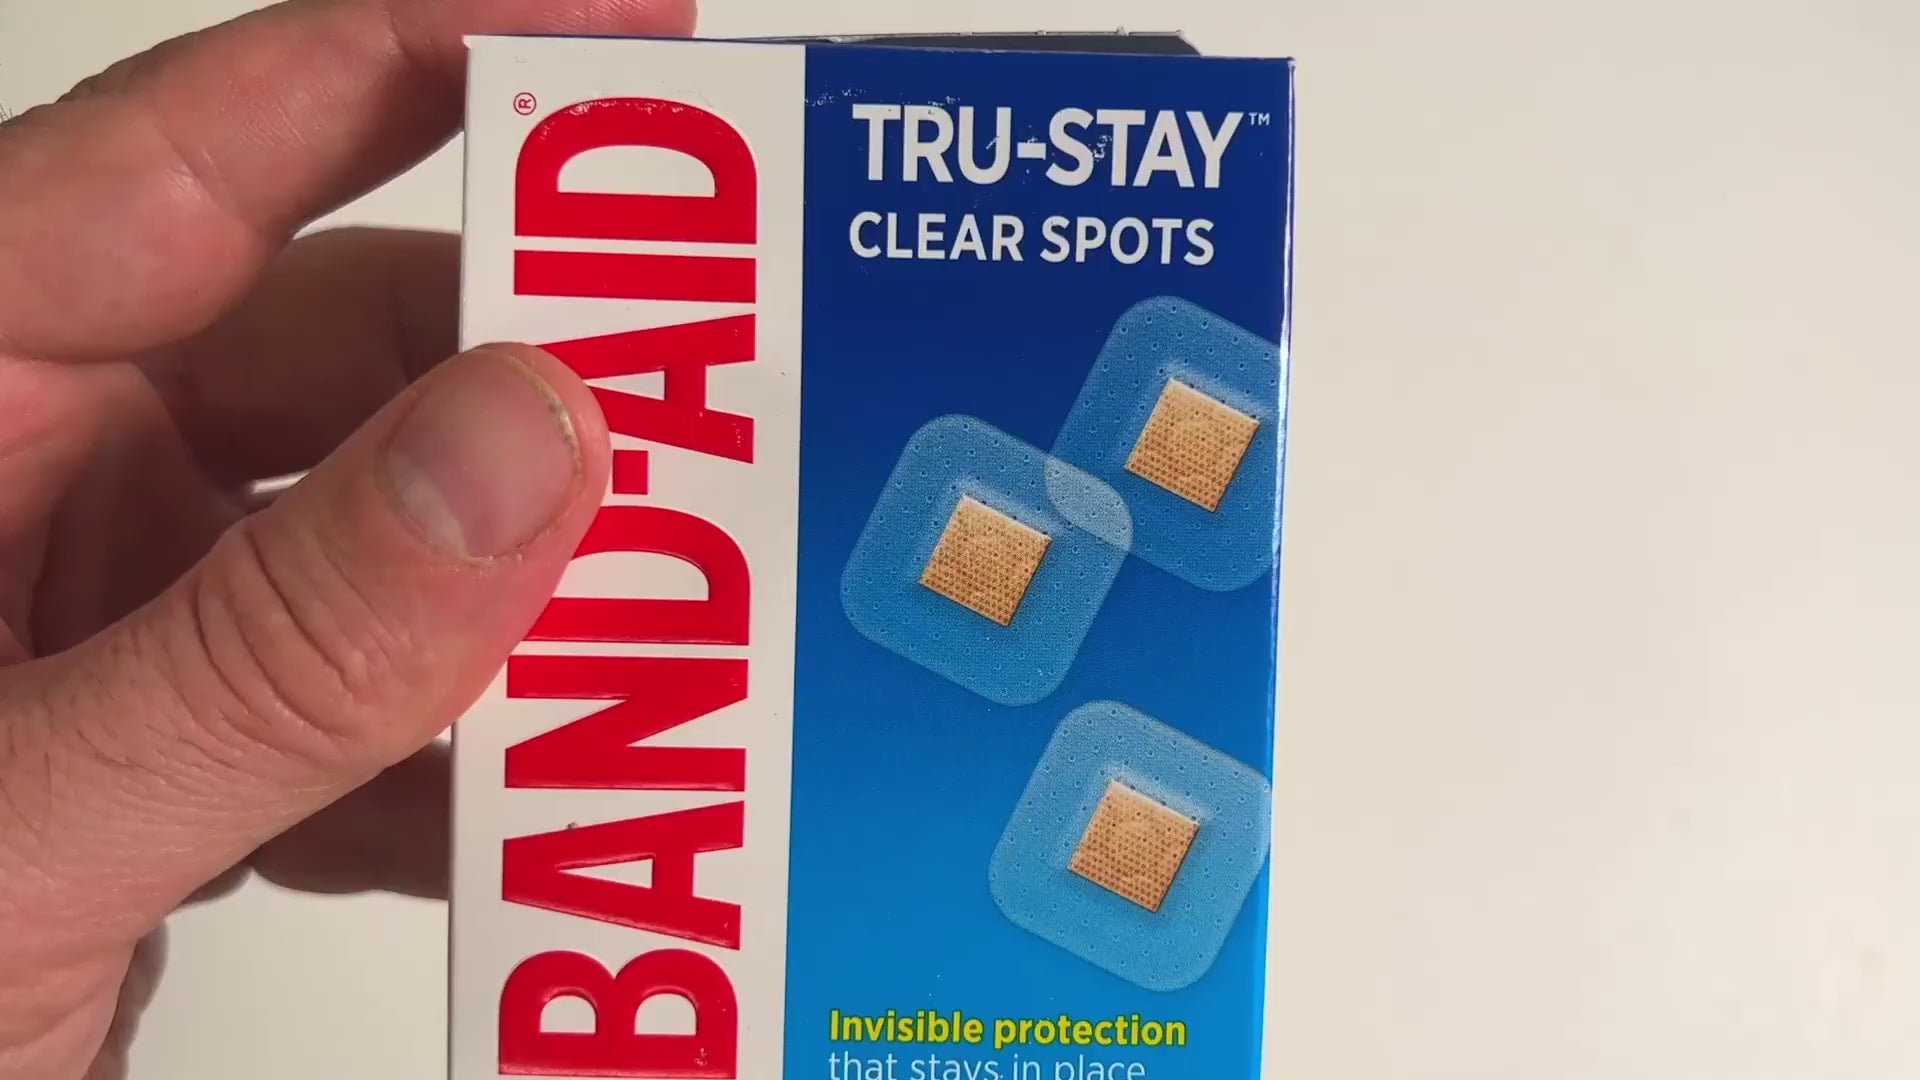 BAND-AID®
TRU-STAY™
CLEAR SPOTS
Invisible protection
that stays in place